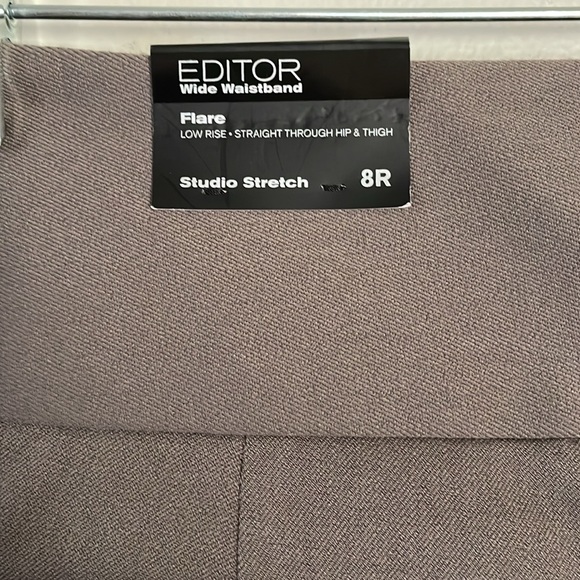 EDITOR
Wide Waistband
Flare
LOW RISE • STRAIGHT THROUGH HIP & THIGH
Studio Stretch 8R